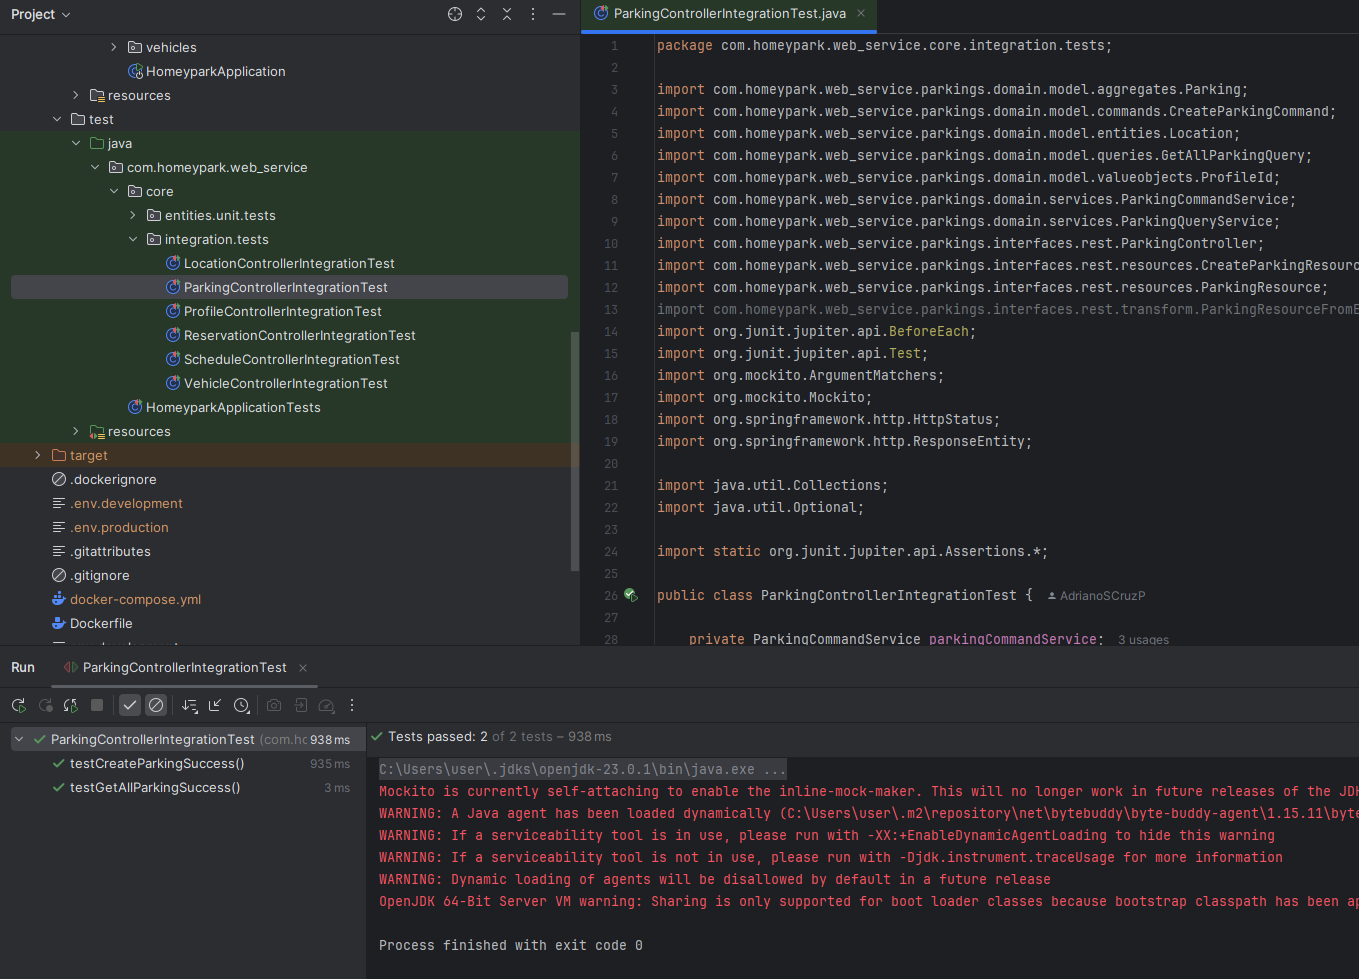 Project
vehicles
HomeyparkApplication
resources
test
java
com.homeypark.web_service
core
entities.unit.tests
integration.tests
LocationControllerIntegrationTest
ParkingControllerIntegrationTest
ProfileControllerIntegrationTest
ReservationControllerIntegrationTest
ScheduleControllerIntegrationTest
VehicleControllerIntegrationTest
HomeyparkApplicationTests
resources
target
.dockerignore
.env.development
.env.production
.gitattributes
.gitignore
docker-compose.yml
Dockerfile
ParkingControllerIntegrationTest.java
1 package com.homeypark.web_service.core.integration.tests;
2
3 import com.homeypark.web_service.parkings.domain.model.aggregates.Parking;
4 import com.homeypark.web_service.parkings.domain.model.commands.CreateParkingCommand;
5 import com.homeypark.web_service.parkings.domain.model.entities.Location;
6 import com.homeypark.web_service.parkings.domain.model.queries.GetAllParkingQuery;
7 import com.homeypark.web_service.parkings.domain.model.valueobjects.ProfileId;
8 import com.homeypark.web_service.parkings.domain.services.ParkingCommandService;
9 import com.homeypark.web_service.parkings.domain.services.ParkingQueryService;
10 import com.homeypark.web_service.parkings.interfaces.rest.ParkingController;
11 import com.homeypark.web_service.parkings.interfaces.rest.resources.CreateParkingResourc
12 import com.homeypark.web_service.parkings.interfaces.rest.resources.ParkingResource;
13 import com.homeypark.web_service.parkings.interfaces.rest.transform.ParkingResourceFromE
14 import org.junit.jupiter.api.BeforeEach;
15 import org.junit.jupiter.api.Test;
16 import org.mockito.ArgumentMatchers;
17 import org.mockito.Mockito;
18 import org.springframework.http.HttpStatus;
19 import org.springframework.http.ResponseEntity;
20
21 import java.util.Collections;
22 import java.util.Optional;
23
24 import static org.junit.jupiter.api.Assertions.*;
25
26 public class ParkingControllerIntegrationTest { AdrianoSCruzP
27
28 private ParkingCommandService parkingCommandService; 3 usages
Run ParkingControllerIntegrationTest
ParkingControllerIntegrationTest (com.hc 938 ms
testCreateParkingSuccess() 935 ms
testGetAllParkingSuccess() 3 ms
Tests passed: 2 of 2 tests – 938 ms
C:\Users\user\.jdks\openjdk-23.0.1\bin\java.exe ...
Mockito is currently self-attaching to enable the inline-mock-maker. This will no longer work in future releases of the JDK
WARNING: A Java agent has been loaded dynamically (C:\Users\user\.m2\repository\net\bytebuddy\byte-buddy-agent\1.15.11\byte
WARNING: If a serviceability tool is in use, please run with -XX:+EnableDynamicAgentLoading to hide this warning
WARNING: If a serviceability tool is not in use, please run with -Djdk.instrument.traceUsage for more information
WARNING: Dynamic loading of agents will be disallowed by default in a future release
OpenJDK 64-Bit Server VM warning: Sharing is only supported for boot loader classes because bootstrap classpath has been ap
Process finished with exit code 0